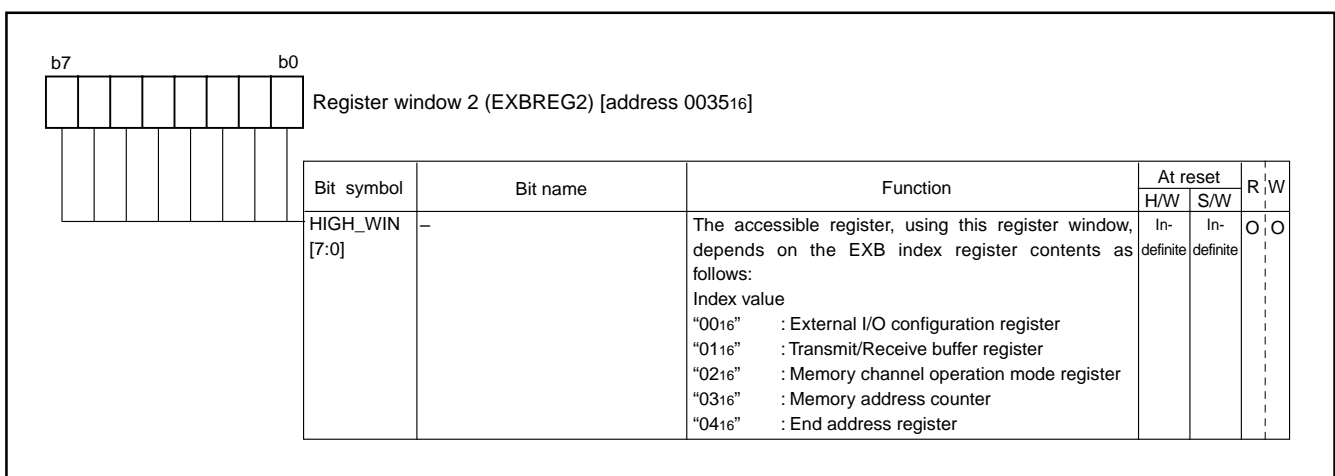 b7 b0
Register window 2 (EXBREG2) [address 003516]
Bit symbol Bit name Function At reset R W
H/W S/W
HIGH_WIN – The accessible register, using this register window, In- In- O O
[7:0] depends on the EXB index register contents as definite definite
follows:
Index value
“0016” : External I/O configuration register
“0116” : Transmit/Receive buffer register
“0216” : Memory channel operation mode register
“0316” : Memory address counter
“0416” : End address register